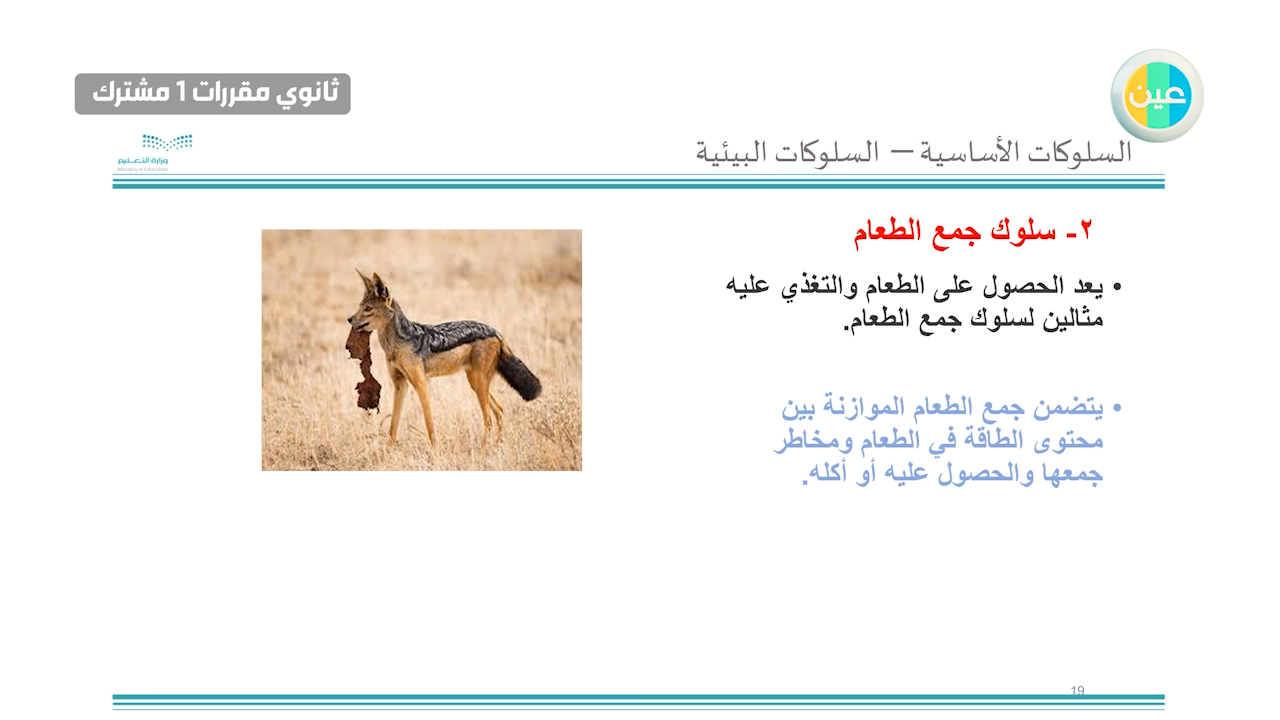 ثانوي مقررات 1 مشترك
عين
وزارة التعليم
Ministry of Education
السلوكات الأساسية – السلوكات البيئية
٢- سلوك جمع الطعام
• يعد الحصول على الطعام والتغذي عليه
مثالين لسلوك جمع الطعام.
• يتضمن جمع الطعام الموازنة بين
محتوى الطاقة في الطعام ومخاطر
جمعها والحصول عليه أو أكله.
19